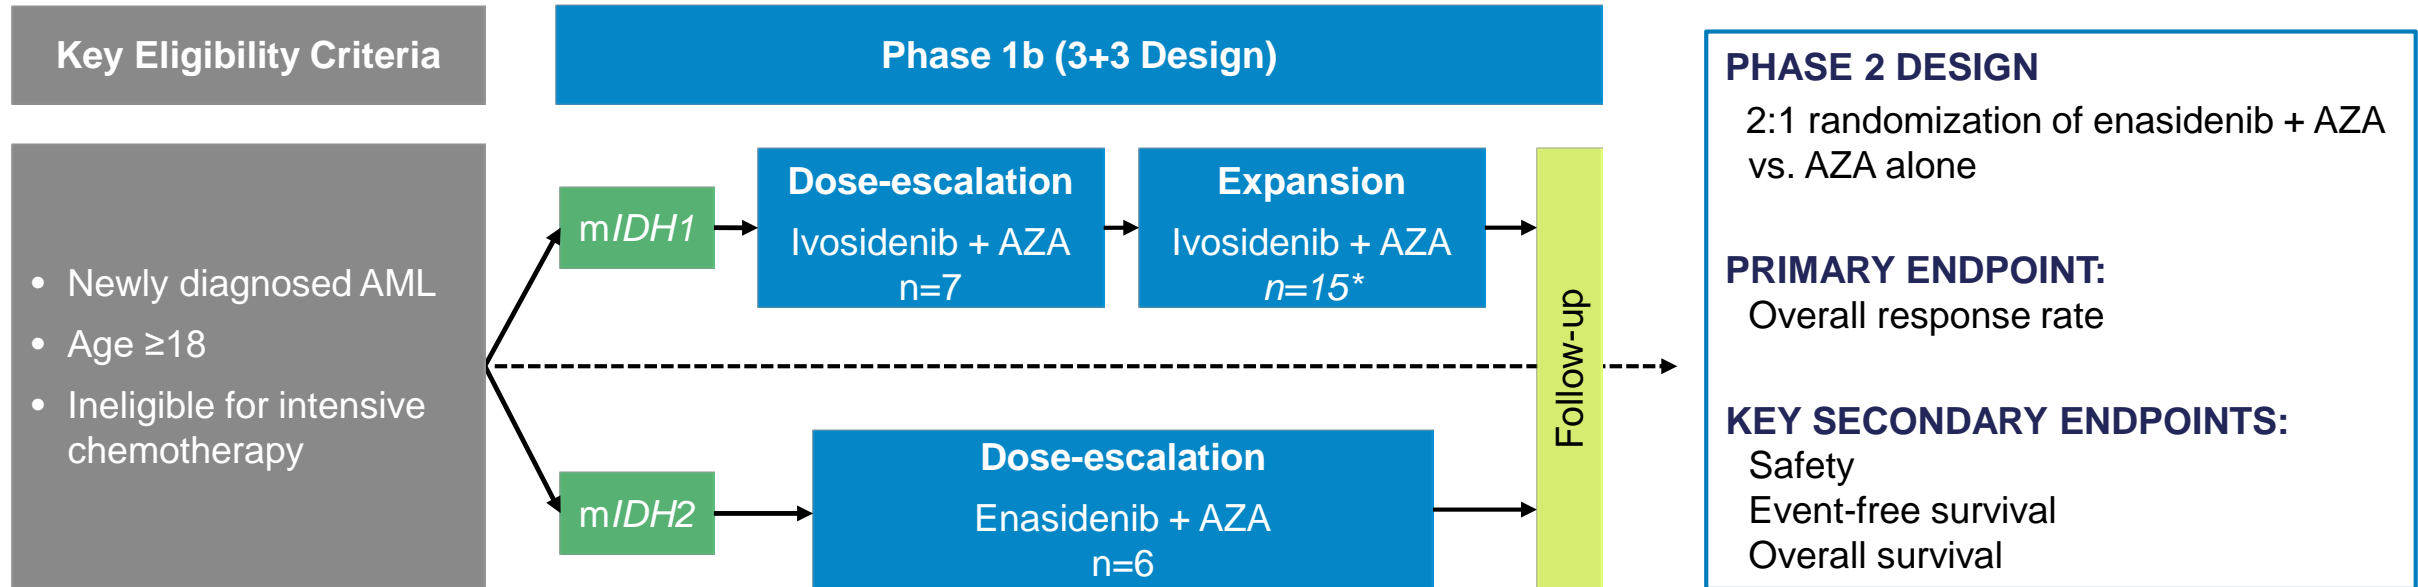 Key Eligibility Criteria
• Newly diagnosed AML
• Age ≥18
• Ineligible for intensive
chemotherapy
Phase 1b (3+3 Design)
mIDH1
Dose-escalation
Ivosidenib + AZA
n=7
Expansion
Ivosidenib + AZA
n=15*
mIDH2
Dose-escalation
Enasidenib + AZA
n=6
Follow-up
PHASE 2 DESIGN
2:1 randomization of enasidenib + AZA
vs. AZA alone
PRIMARY ENDPOINT:
Overall response rate
KEY SECONDARY ENDPOINTS:
Safety
Event-free survival
Overall survival